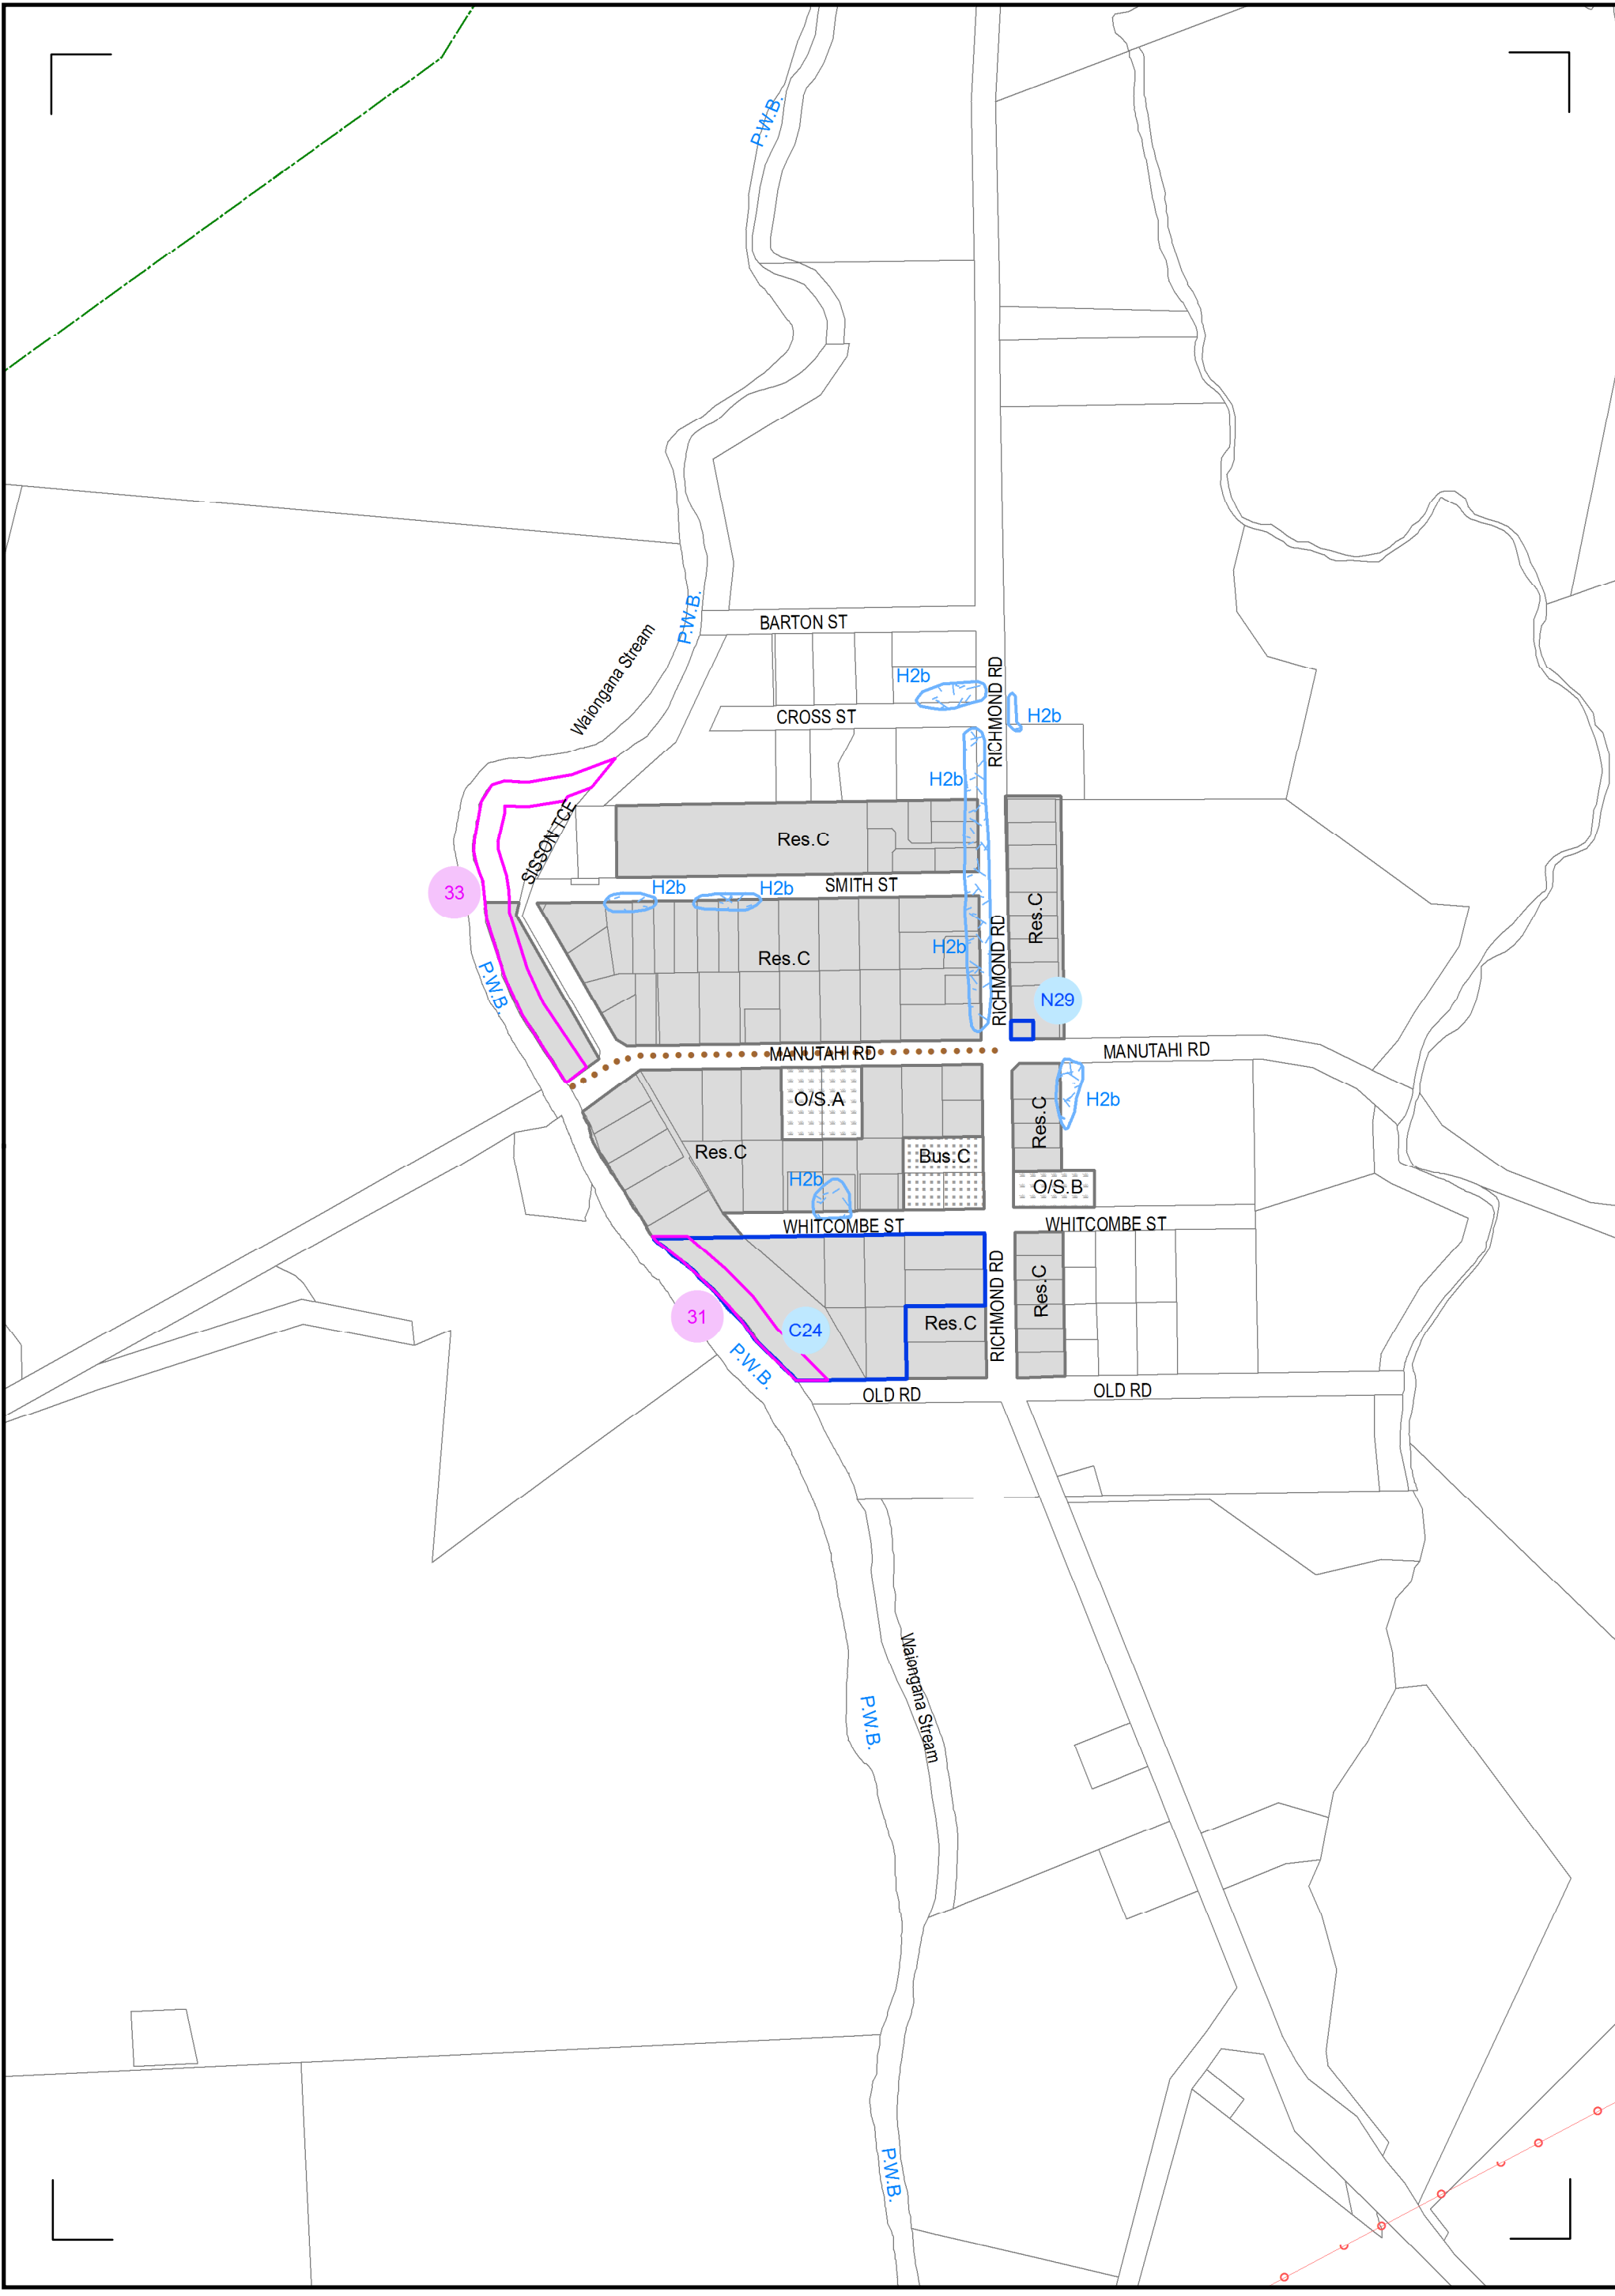 P.W.B.
P.W.B.
Waiongana Stream
BARTON ST
RICHMOND RD
H2b
CROSS ST
H2b
H2b
SISSON TCE
Res.C
33
H2b
H2b
SMITH ST
Res.C
Res.C
H2b
RICHMOND RD
P.W.B.
N29
MANUTAHI RD
MANUTAHI RD
O/S.A
Res.C
H2b
Res.C
Bus.C
H2b
O/S.B
WHITCOMBE ST
WHITCOMBE ST
RICHMOND RD
Res.C
31
C24
Res.C
P.W.B.
OLD RD
OLD RD
Waiongana Stream
P.W.B.
P.W.B.